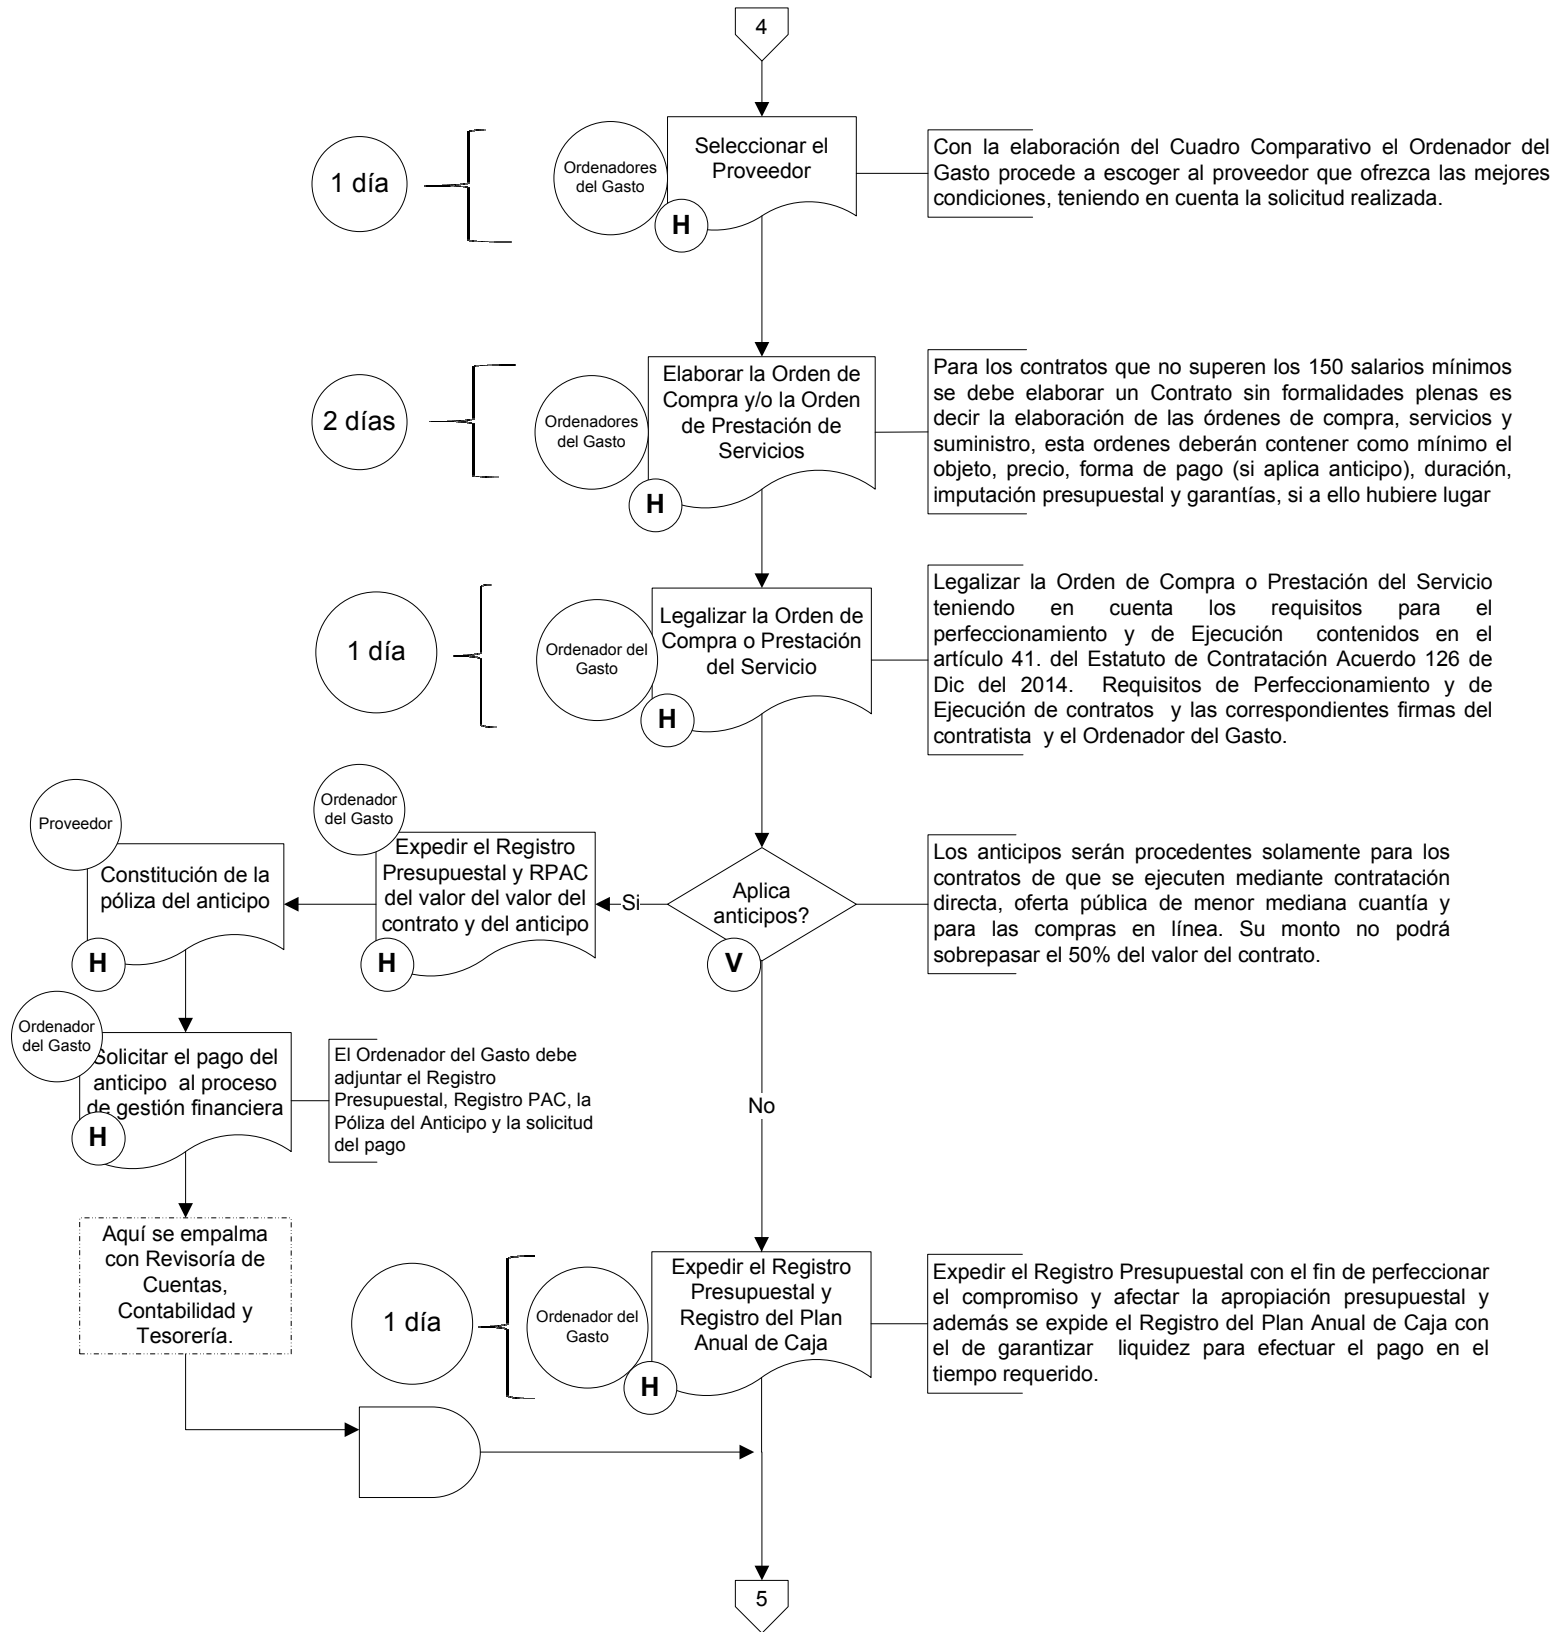 4
1 día
Ordenadores
del Gasto
Seleccionar el
Proveedor
H
Con la elaboración del Cuadro Comparativo el Ordenador del
Gasto procede a escoger al proveedor que ofrezca las mejores
condiciones, teniendo en cuenta la solicitud realizada.
2 días
Ordenadores
del Gasto
Elaborar la Orden de
Compra y/o la Orden
de Prestación de
Servicios
H
Para los contratos que no superen los 150 salarios mínimos
se debe elaborar un Contrato sin formalidades plenas es
decir la elaboración de las órdenes de compra, servicios y
suministro, esta ordenes deberán contener como mínimo el
objeto, precio, forma de pago (si aplica anticipo), duración,
imputación presupuestal y garantías, si a ello hubiere lugar
1 día
Ordenador del
Gasto
Legalizar la Orden de
Compra o Prestación
del Servicio
H
Legalizar la Orden de Compra o Prestación del Servicio
teniendo en cuenta los requisitos para el
perfeccionamiento y de Ejecución contenidos en el
artículo 41. del Estatuto de Contratación Acuerdo 126 de
Dic del 2014. Requisitos de Perfeccionamiento y de
Ejecución de contratos y las correspondientes firmas del
contratista y el Ordenador del Gasto.
Proveedor
Constitución de la
póliza del anticipo
H
Ordenador
del Gasto
Expedir el Registro
Presupuestal y RPAC
del valor del valor del
contrato y del anticipo
H
Si
Aplica
anticipos?
V
Los anticipos serán procedentes solamente para los
contratos de que se ejecuten mediante contratación
directa, oferta pública de menor mediana cuantía y
para las compras en línea. Su monto no podrá
sobrepasar el 50% del valor del contrato.
Ordenador
del Gasto
Solicitar el pago del
anticipo al proceso
de gestión financiera
H
El Ordenador del Gasto debe
adjuntar el Registro
Presupuestal, Registro PAC, la
Póliza del Anticipo y la solicitud
del pago
No
Aquí se empalma
con Revisoría de
Cuentas,
Contabilidad y
Tesorería.
1 día
Ordenador del
Gasto
Expedir el Registro
Presupuestal y
Registro del Plan
Anual de Caja
H
Expedir el Registro Presupuestal con el fin de perfeccionar
el compromiso y afectar la apropiación presupuestal y
además se expide el Registro del Plan Anual de Caja con
el de garantizar liquidez para efectuar el pago en el
tiempo requerido.
5